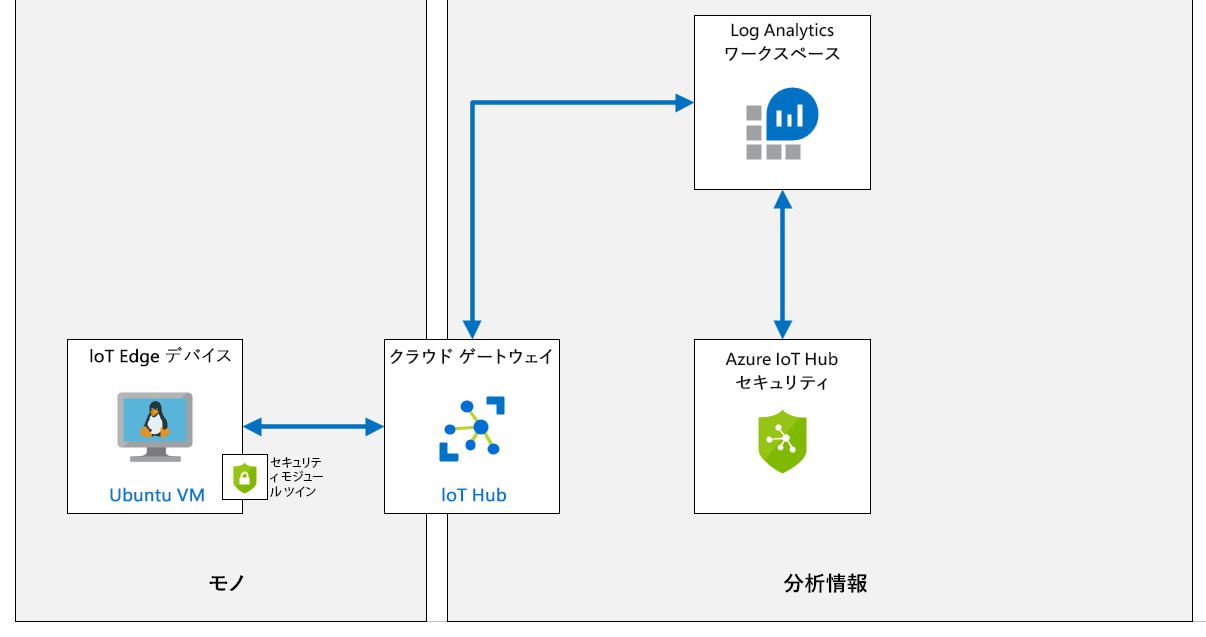 Log Analytics
ワークスペース
IoT Edge デバイス
Ubuntu VM
セキュリテ
ィ モジュー
ル ツイン
クラウド ゲートウェイ
IoT Hub
Azure IoT Hub
セキュリティ
モノ
分析情報